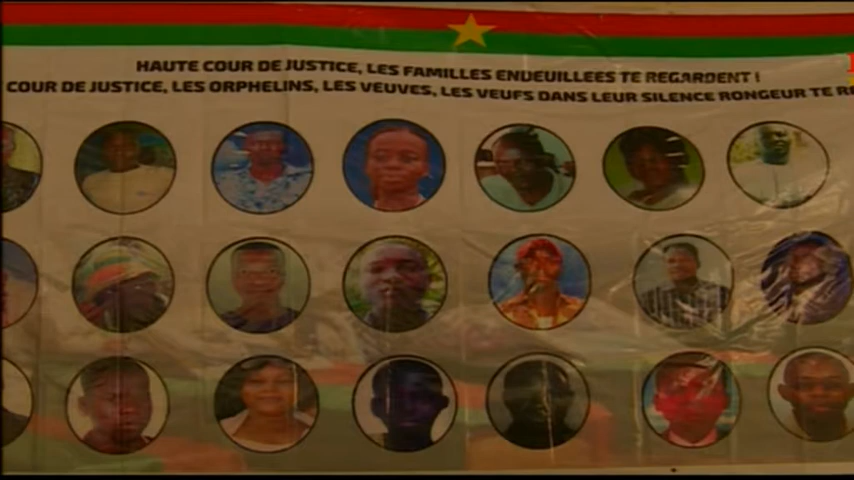 HAUTE COUR DE JUSTICE, LES FAMILLES ENDEUILLEES TE REGARDENT !
COUR DE JUSTICE, LES ORPHELINS, LES VEUVES, LES VEUFS DANS LEUR SILENCE RONGEUR TE